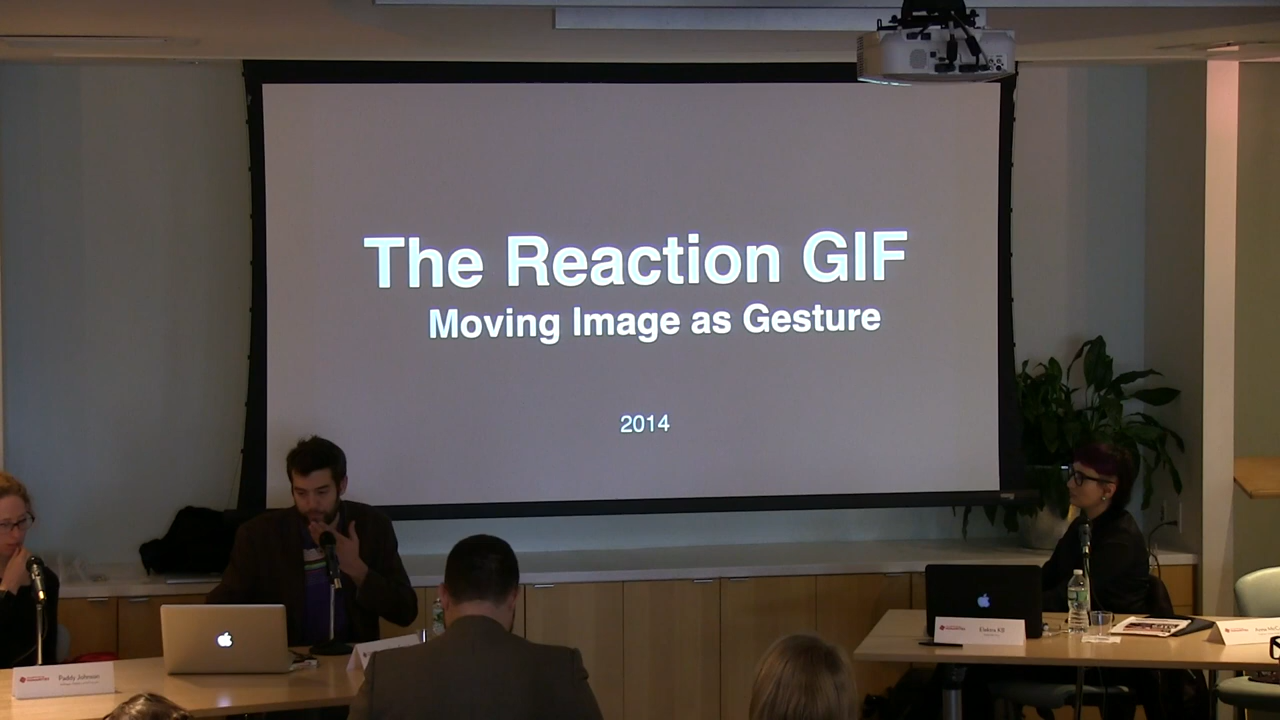 The Reaction GIF
Moving Image as Gesture
2014
Paddy Johnson
Elektra KB